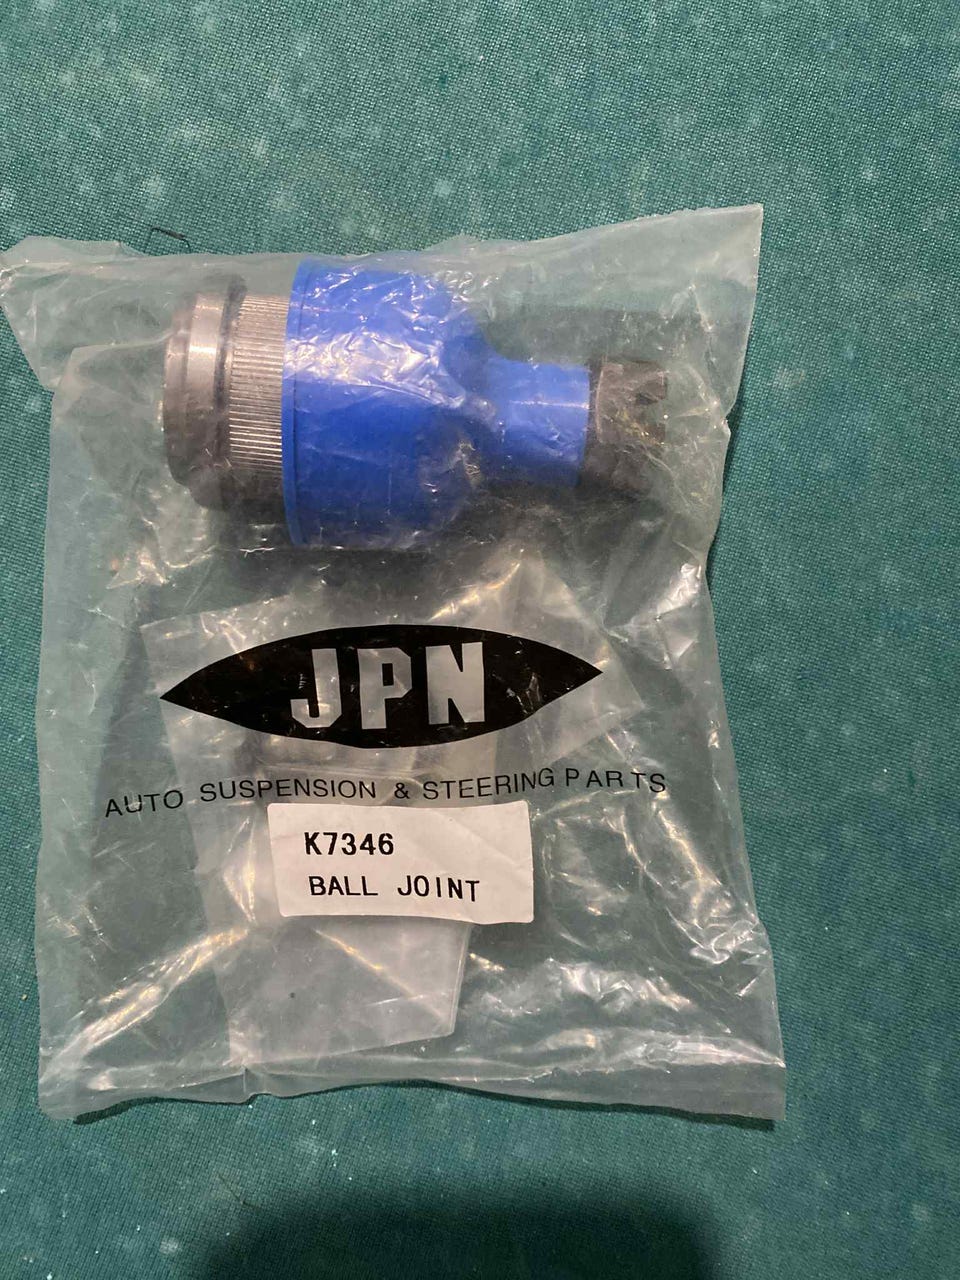 JPN
AUTO SUSPENSION & STEERING PARTS
K7346
BALL JOINT